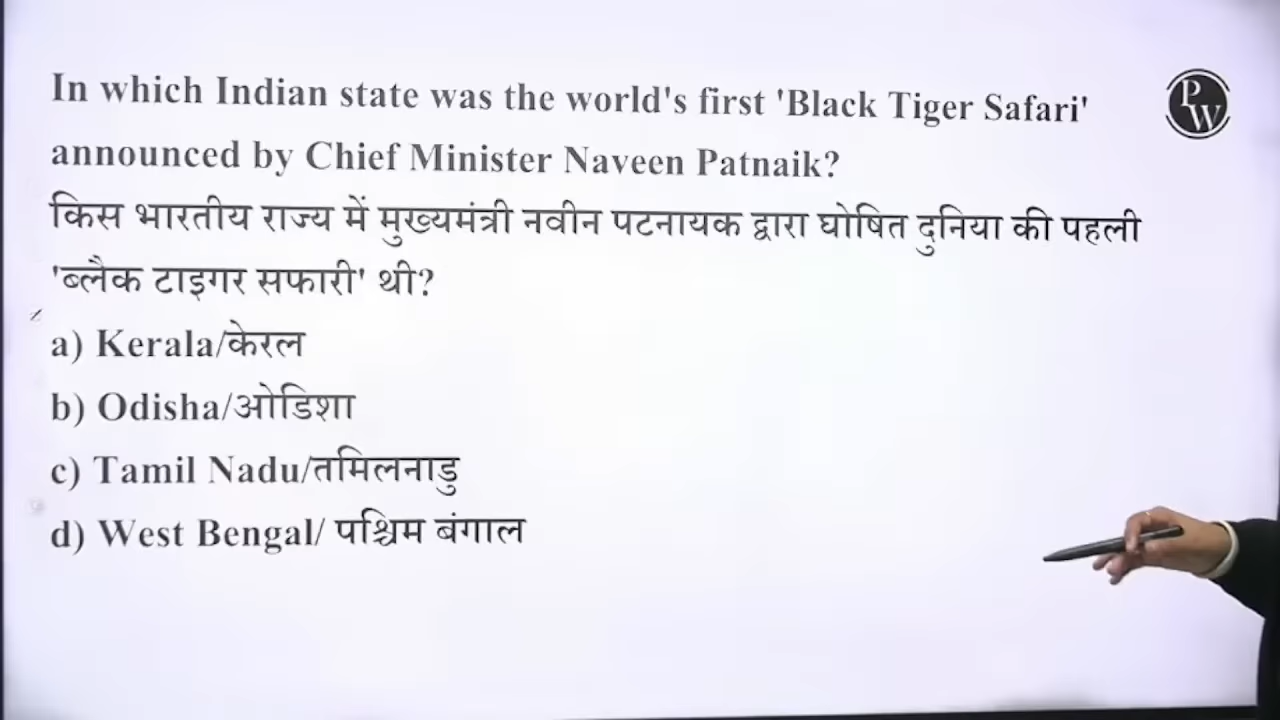 In which Indian state was the world's first 'Black Tiger Safari'
announced by Chief Minister Naveen Patnaik?
किस भारतीय राज्य में मुख्यमंत्री नवीन पटनायक द्वारा घोषित दुनिया की पहली
'ब्लैक टाइगर सफारी' थी?
a) Kerala/केरल
b) Odisha/ओडिशा
c) Tamil Nadu/तमिलनाडु
d) West Bengal/ पश्चिम बंगाल
PW